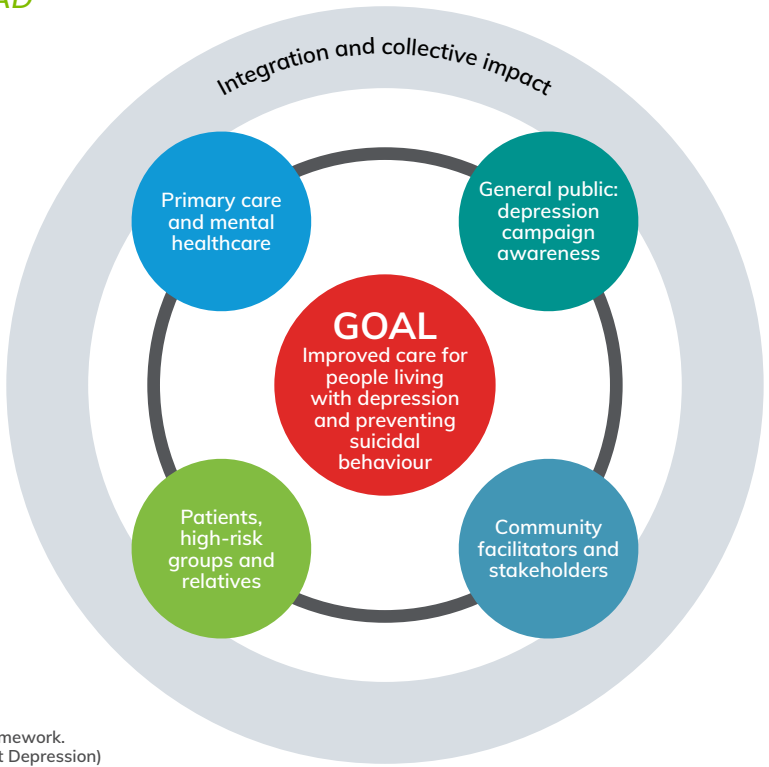 Integration and collective impact
Primary care
and mental
healthcare
General public:
depression
campaign
awareness
GOAL
Improved care for
people living
with depression
and preventing
suicidal
behaviour
Patients,
high-risk
groups and
relatives
Community
facilitators and
stakeholders
Depression)